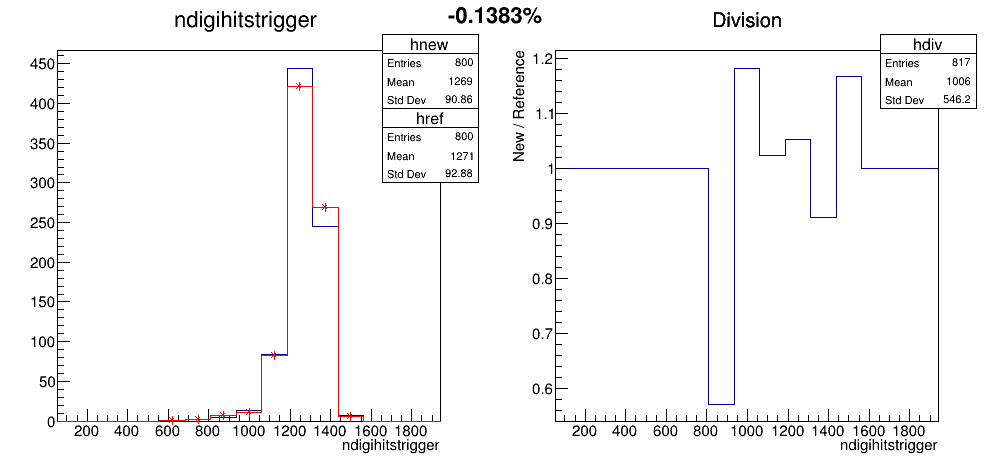 ndigihitstrigger
-0.1383%
Division
hnew
Entries 800
Mean 1269
Std Dev 90.86
href
Entries 800
Mean 1271
Std Dev 92.88
450
400
350
300
250
200
150
100
50
0
200 400 600 800 1000 1200 1400 1600 1800
ndigihitstrigger
hdiv
Entries 817
Mean 1006
Std Dev 546.2
New / Reference
1.2
1.1
1
0.9
0.8
0.7
0.6
200 400 600 800 1000 1200 1400 1600 1800
ndigihitstrigger